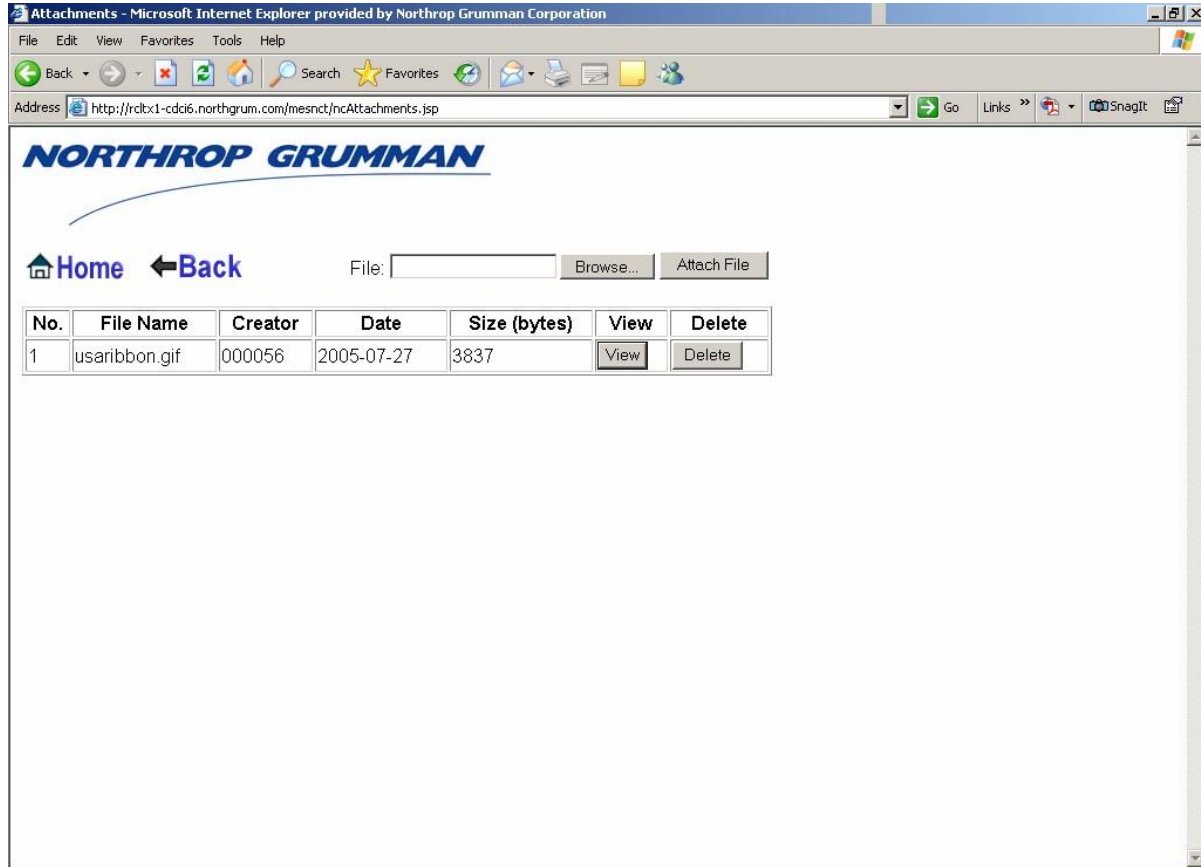 Attachments - Microsoft Internet Explorer provided by Northrop Grumman Corporation
File Edit View Favorites Tools Help
Back Search Favorites
Address http://rcltx1-cdci6.northgrum.com/mesnct/ncAttachments.jsp Go Links » SnagIt
NORTHROP GRUMMAN
Home Back File: Browse... Attach File
No. File Name Creator Date Size (bytes) View Delete
1 usaribbon.gif 000056 2005-07-27 3837 View Delete